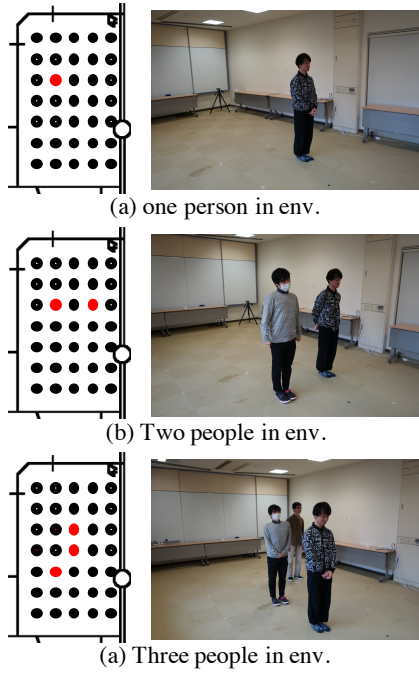 (a) one person in env.
(b) Two people in env.
(a) Three people in env.